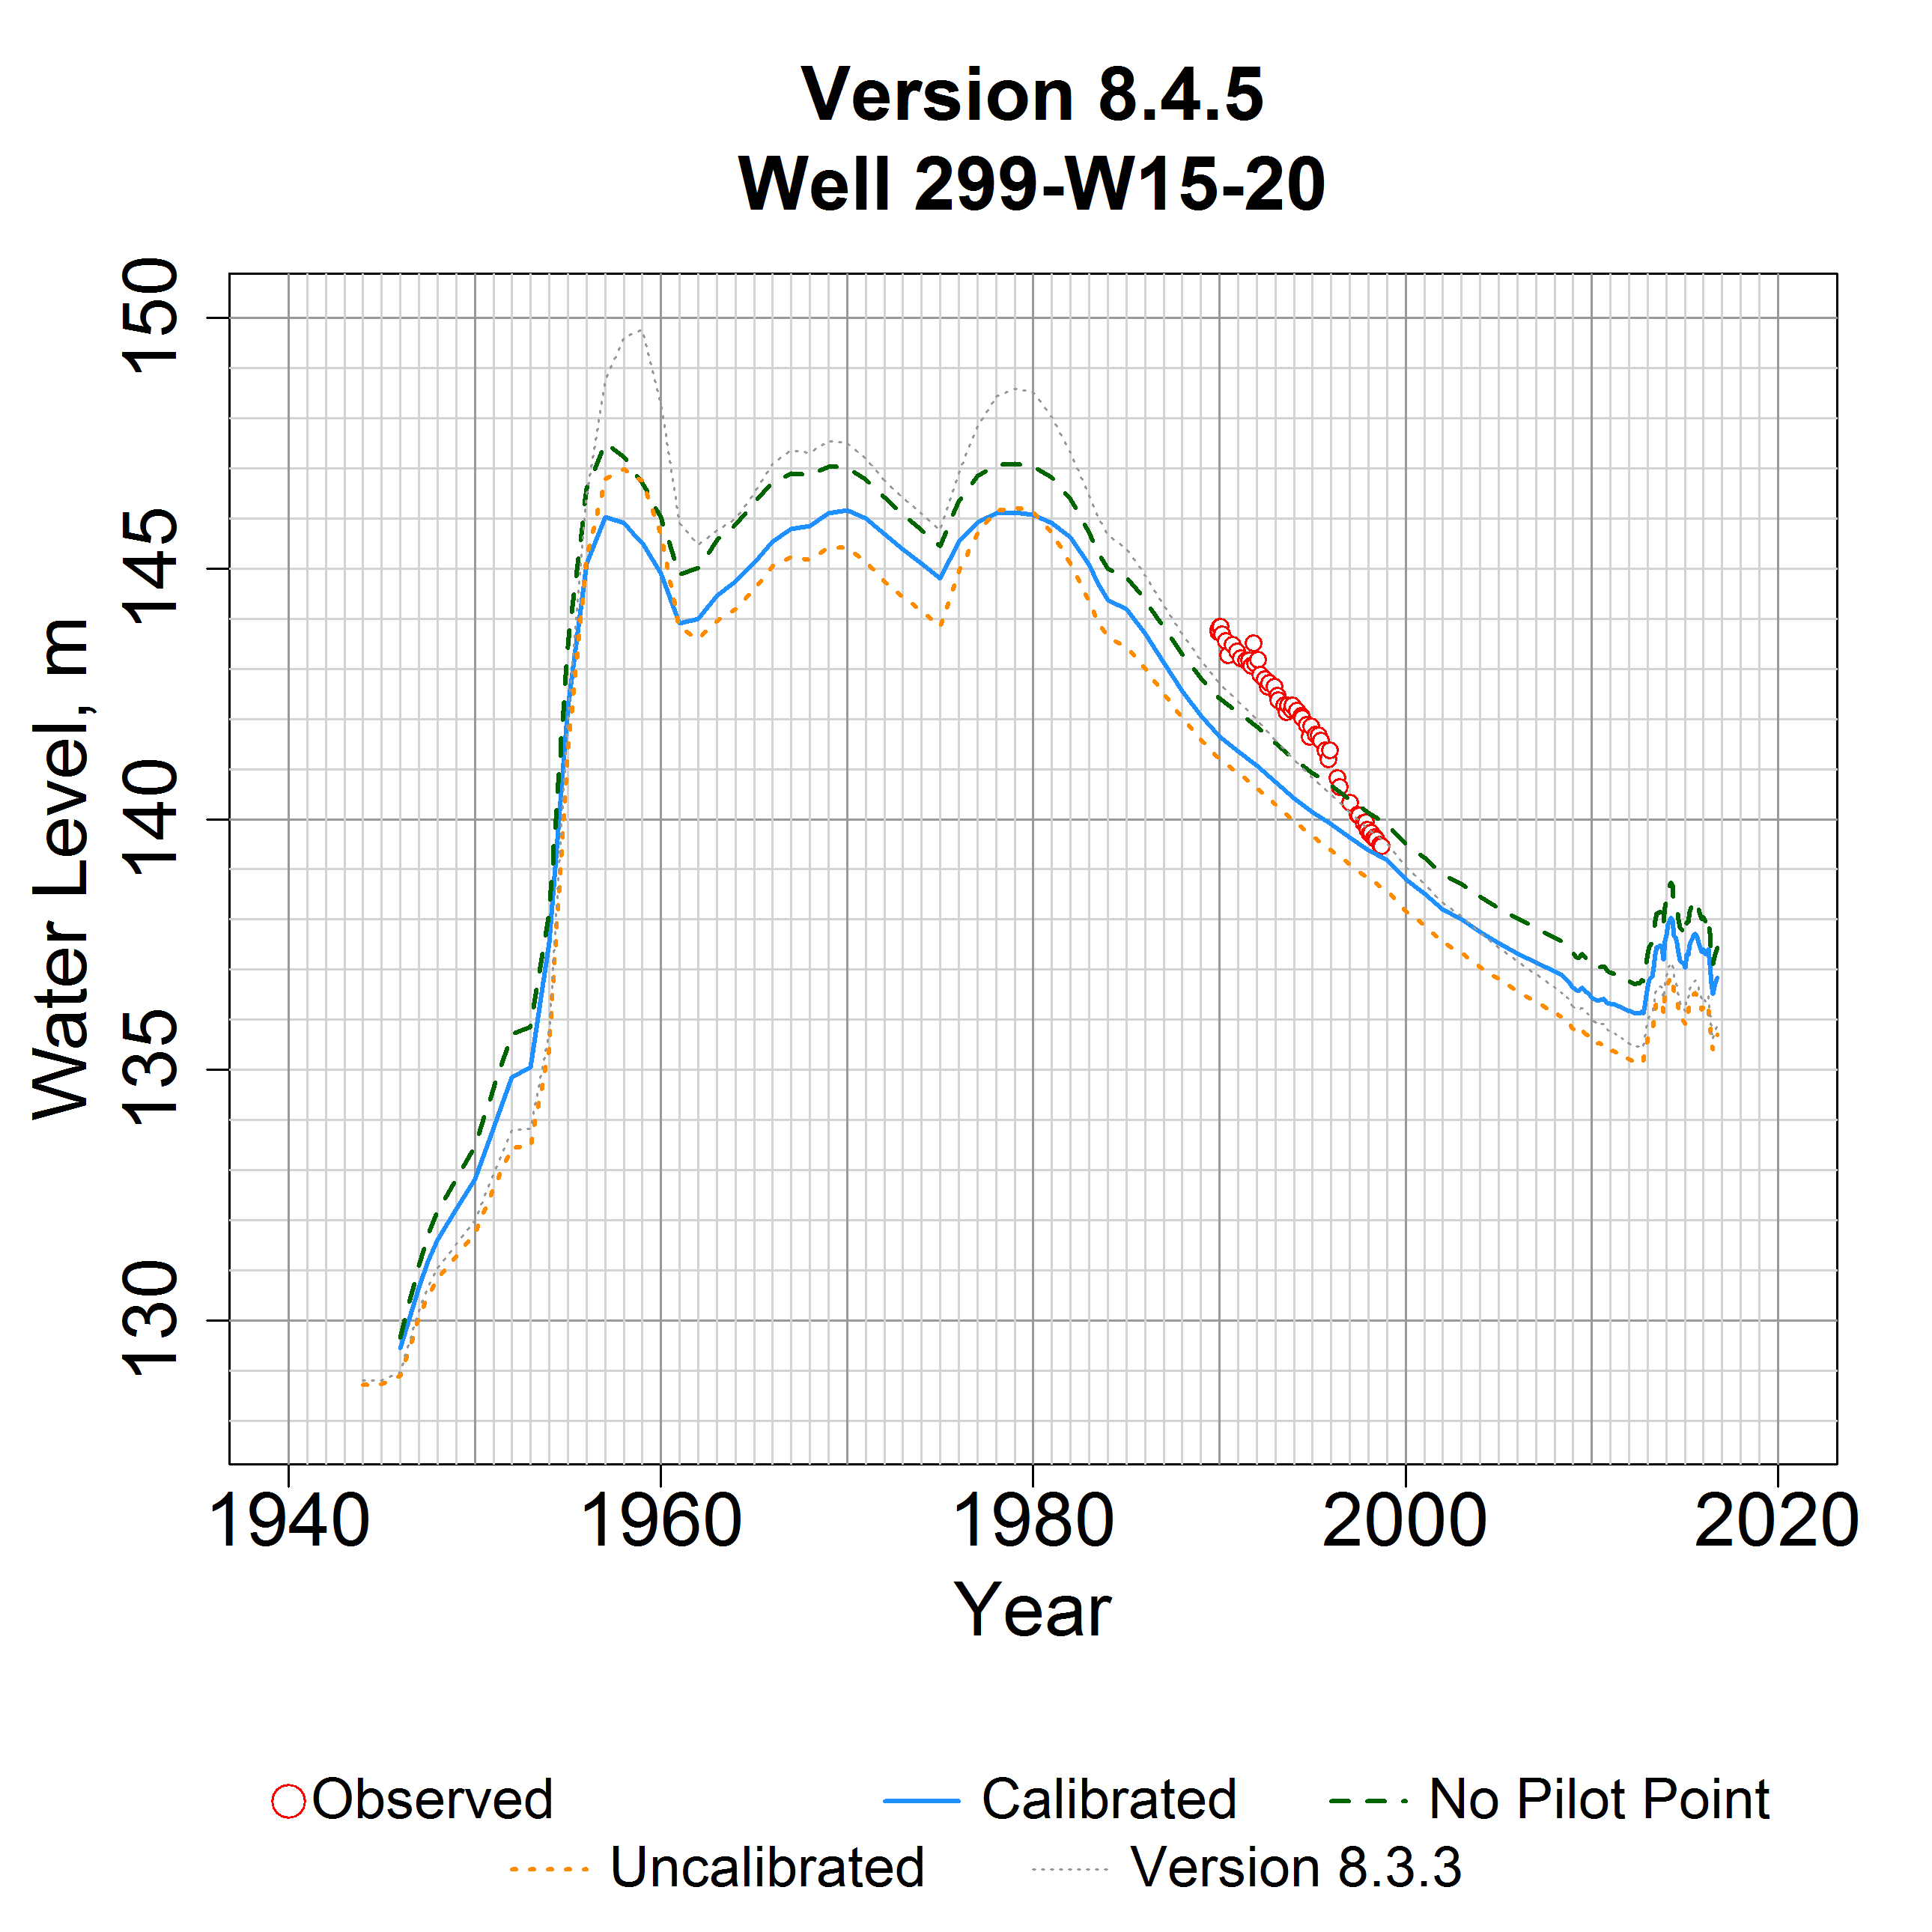 Version 8.4.5
Well 299-W15-20
Water Level, m
150
145
140
135
130
1940 1960 1980 2000 2020
Year
Observed Calibrated No Pilot Point
Uncalibrated Version 8.3.3